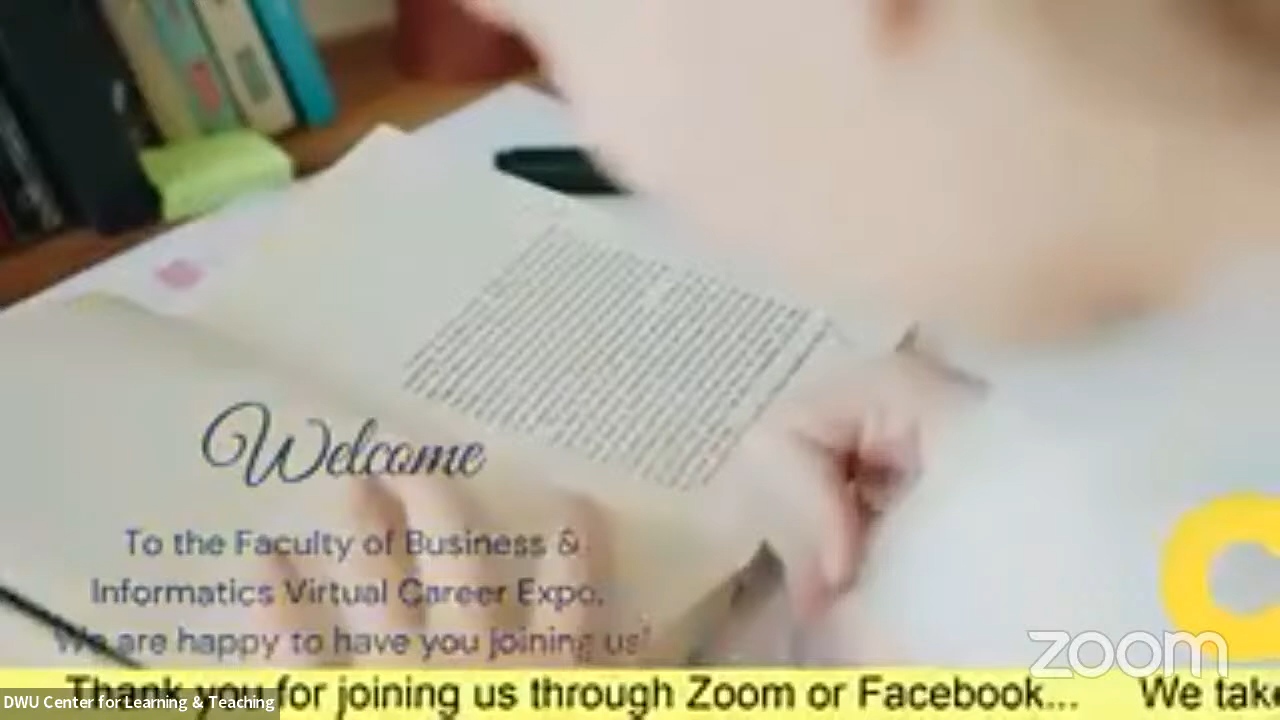 Welcome
To the Faculty of Business &
Informatics Virtual Career Expo.
We are happy to have you joining us!
zoom
Thank you for joining us through Zoom or Facebook... We take
DWU Center for Learning & Teaching